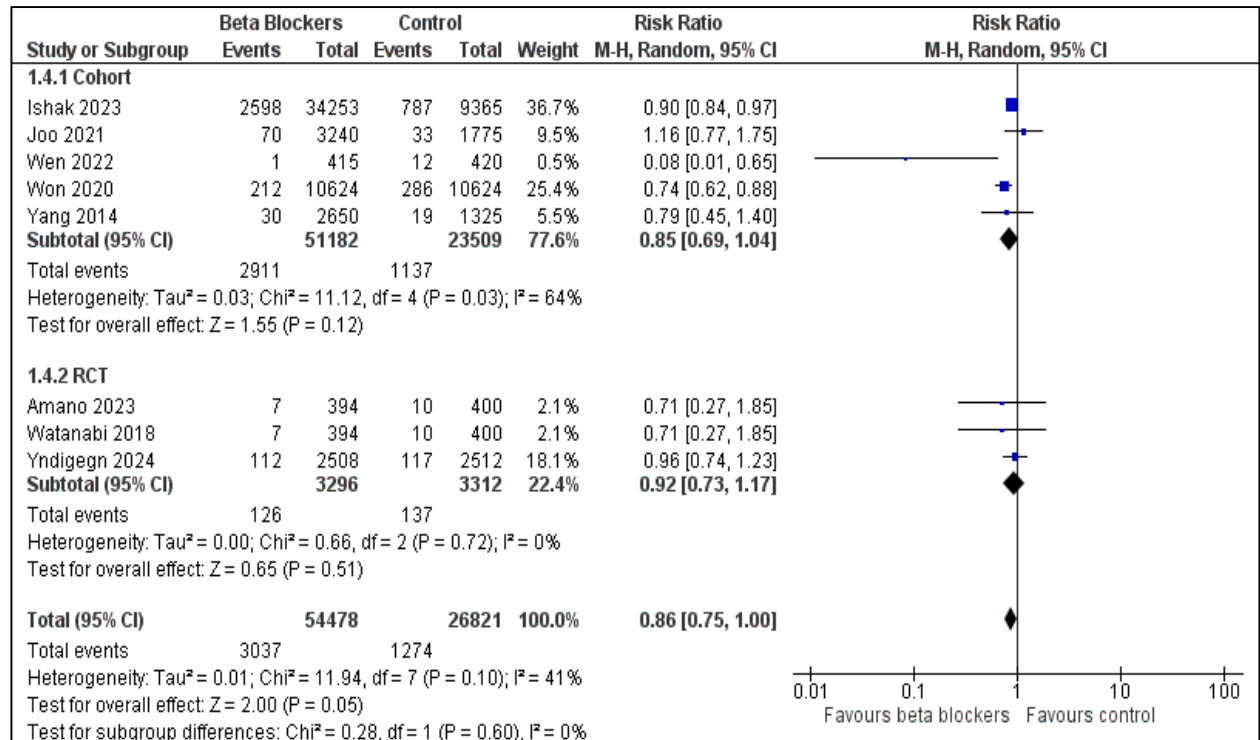 Beta Blockers Control Risk Ratio Risk Ratio
Study or Subgroup Events Total Events Total Weight M-H, Random, 95% CI M-H, Random, 95% CI
1.4.1 Cohort
Ishak 2023 2598 34253 787 9365 36.7% 0.90 [0.84, 0.97]
Joo 2021 70 3240 33 1775 9.5% 1.16 [0.77, 1.75]
Wen 2022 1 415 12 420 0.5% 0.08 [0.01, 0.65]
Won 2020 212 10624 286 10624 25.4% 0.74 [0.62, 0.88]
Yang 2014 30 2650 19 1325 5.5% 0.79 [0.45, 1.40]
Subtotal (95% CI) 51182 23509 77.6% 0.85 [0.69, 1.04]
Total events 2911 1137
Heterogeneity: Tau² = 0.03; Chi² = 11.12, df = 4 (P = 0.03); I² = 64%
Test for overall effect: Z = 1.55 (P = 0.12)
1.4.2 RCT
Amano 2023 7 394 10 400 2.1% 0.71 [0.27, 1.85]
Watanabi 2018 7 394 10 400 2.1% 0.71 [0.27, 1.85]
Yndigegn 2024 112 2508 117 2512 18.1% 0.96 [0.74, 1.23]
Subtotal (95% CI) 3296 3312 22.4% 0.92 [0.73, 1.17]
Total events 126 137
Heterogeneity: Tau² = 0.00; Chi² = 0.66, df = 2 (P = 0.72); I² = 0%
Test for overall effect: Z = 0.65 (P = 0.51)
Total (95% CI) 54478 26821 100.0% 0.86 [0.75, 1.00]
Total events 3037 1274
Heterogeneity: Tau² = 0.01; Chi² = 11.94, df = 7 (P = 0.10); I² = 41%
Test for overall effect: Z = 2.00 (P = 0.05)
Test for subgroup differences: Chi² = 0.28, df = 1 (P = 0.60), I² = 0%
0.01 0.1 1 10 100
Favours beta blockers Favours control